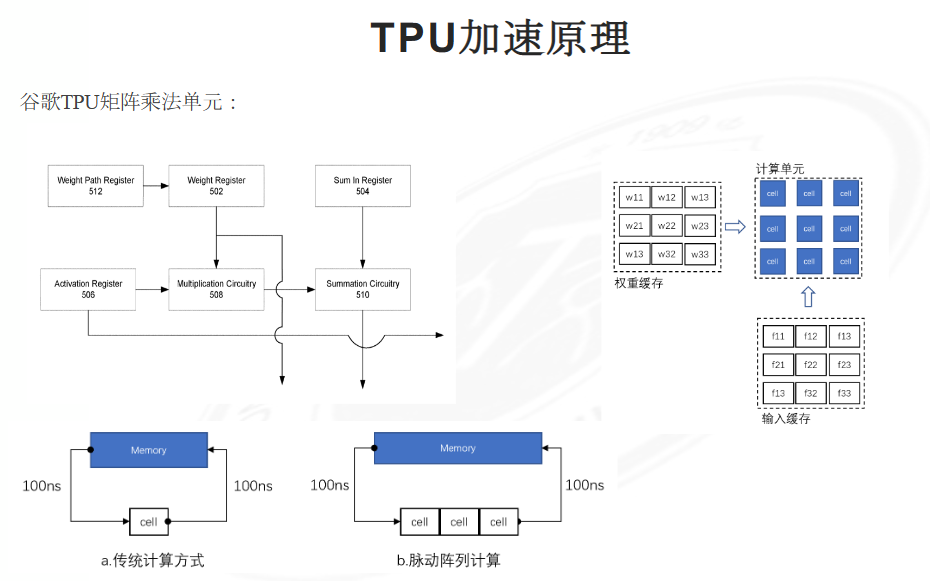 TPU加速原理
谷歌TPU矩阵乘法单元：
Weight Path Register
512
Weight Register
502
Sum In Register
504
Activation Register
506
Multiplication Circuitry
508
Summation Circuitry
510
计算单元
w11 w12 w13
w21 w22 w23
w13 w32 w33
权重缓存
cell cell cell
cell cell cell
cell cell cell
f11 f12 f13
f21 f22 f23
f13 f32 f33
输入缓存
Memory
100ns
100ns
cell
a.传统计算方式
Memory
100ns
100ns
cell cell cell
b.脉动阵列计算
1909